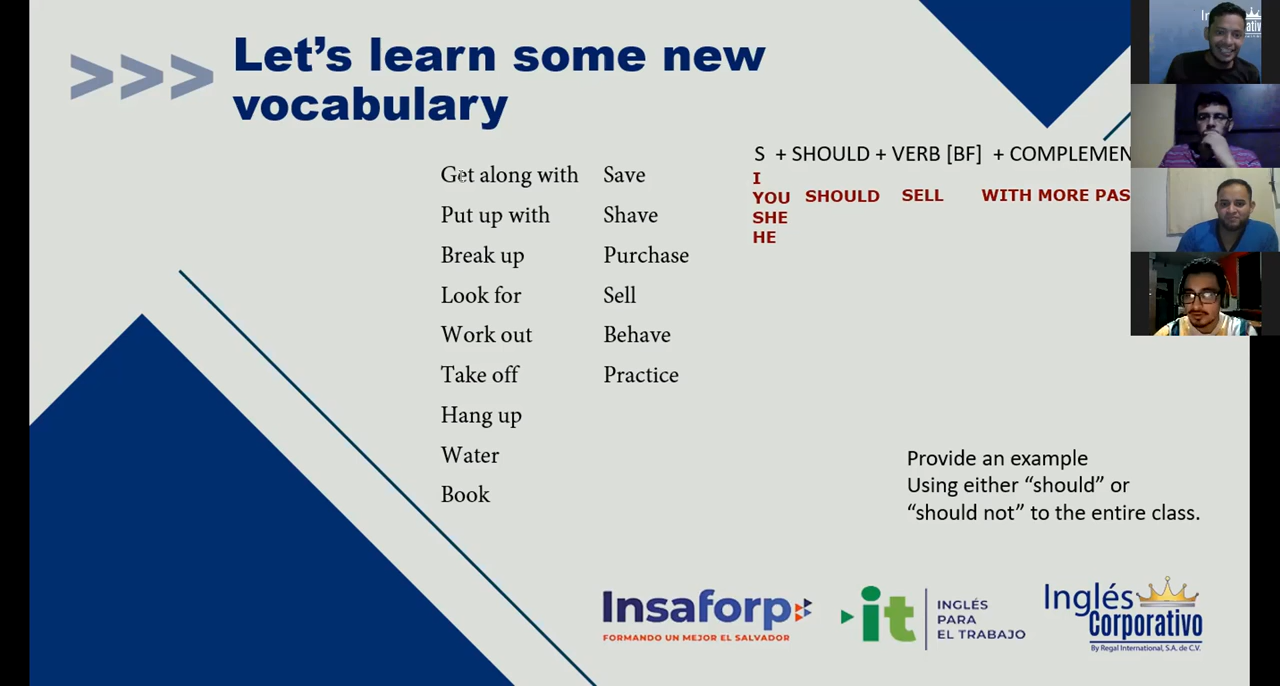 >>> Let's learn some new
vocabulary
S + SHOULD + VERB [BF] + COMPLEMEN
I
YOU SHOULD SELL WITH MORE PAS
SHE
HE
Get along with
Put up with
Break up
Look for
Work out
Take off
Hang up
Water
Book
Save
Shave
Purchase
Sell
Behave
Practice
Provide an example
Using either “should” or
“should not” to the entire class.
Insaforp
FORMANDO UN MEJOR EL SALVADOR
it
INGLÉS
PARA
EL TRABAJO
Inglés
Corporativo
By Regal International, S.A. de C.V.